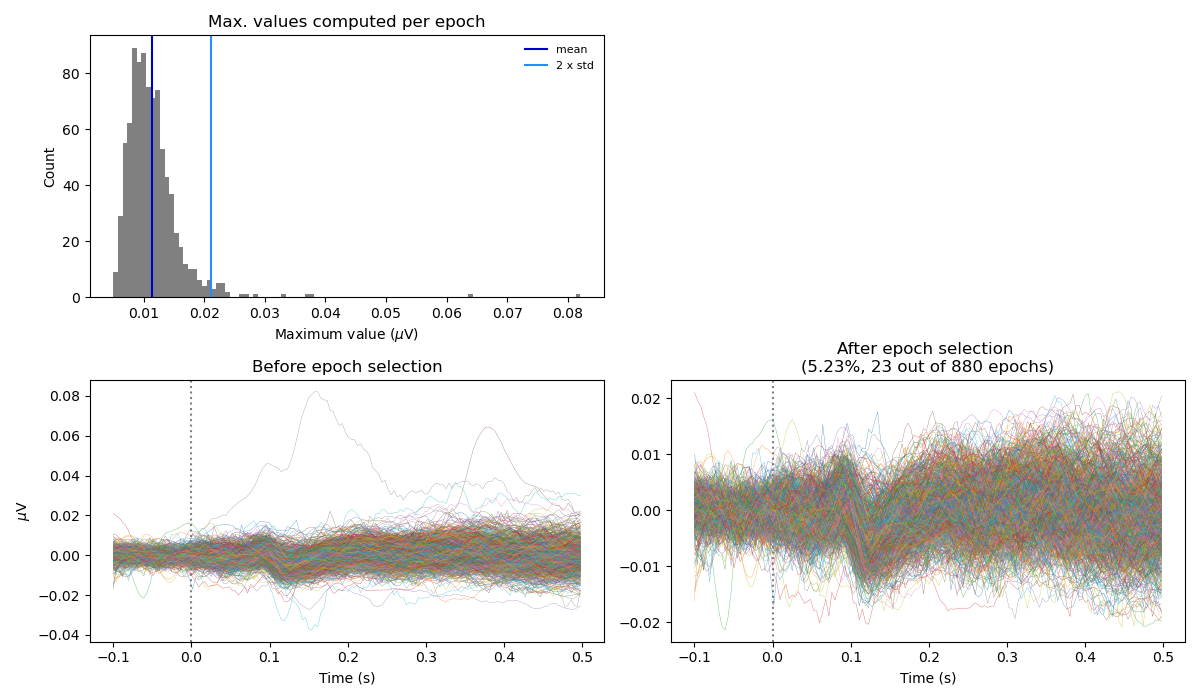 Max. values computed per epoch
mean
2 x std
Count
80
60
40
20
0
0.01 0.02 0.03 0.04 0.05 0.06 0.07 0.08
Maximum value (μV)
Before epoch selection
μV
0.08
0.06
0.04
0.02
0.00
−0.02
−0.04
−0.1 0.0 0.1 0.2 0.3 0.4 0.5
Time (s)
After epoch selection
(5.23%, 23 out of 880 epochs)
0.02
0.01
0.00
−0.01
−0.02
−0.1 0.0 0.1 0.2 0.3 0.4 0.5
Time (s)